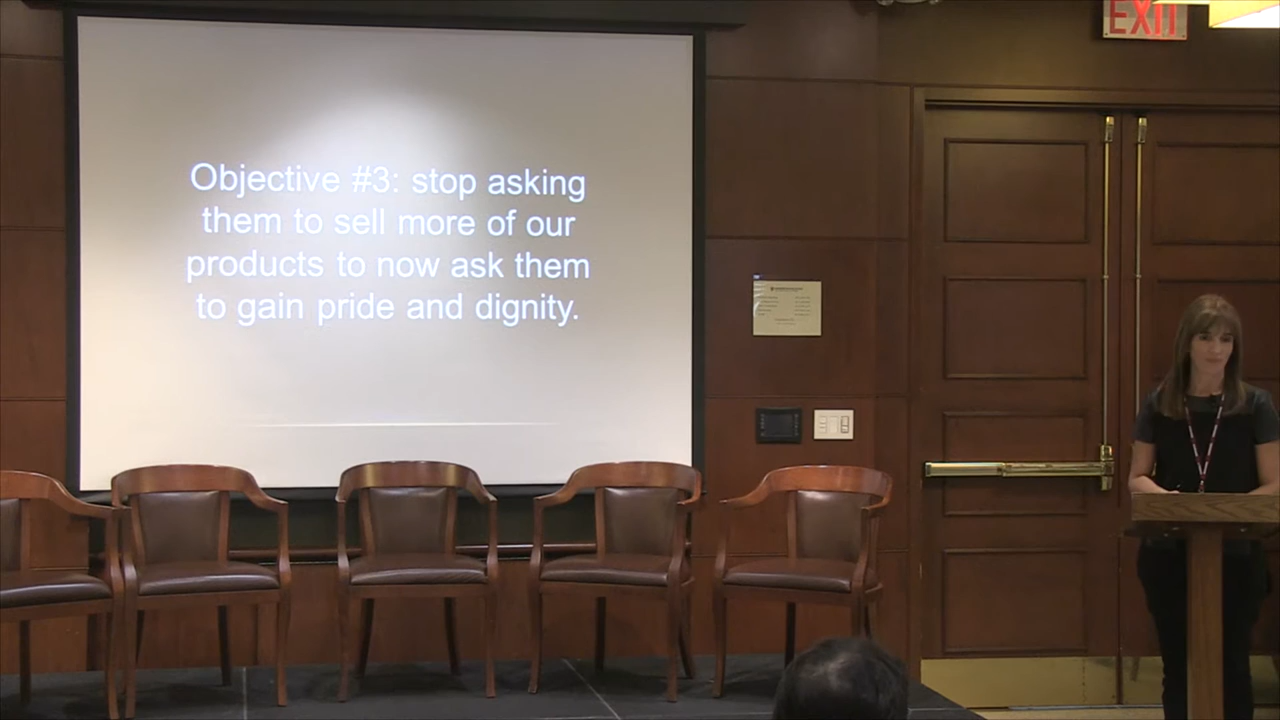 EXIT
Objective #3: stop asking
them to sell more of our
products to now ask them
to gain pride and dignity.